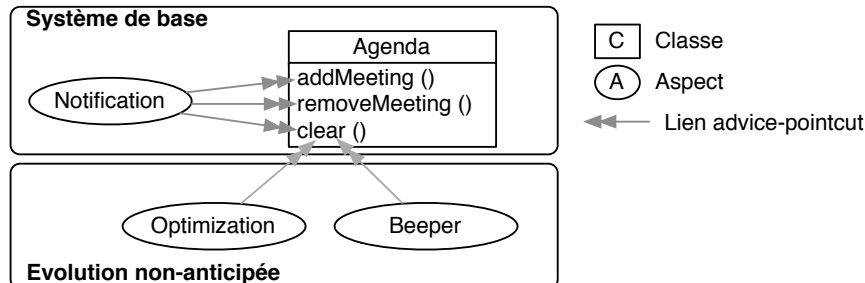 Système de base
Agenda
addMeeting ()
removeMeeting ()
clear ()
Notification
C Classe
A Aspect
Lien advice-pointcut
Optimization
Beeper
Evolution non-anticipée